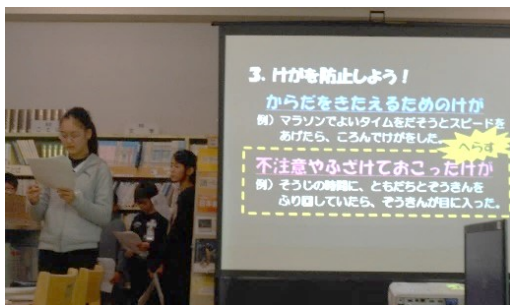 3. けがを防止しよう！
からだをきたえるためのけが
例）マラソンでよいタイムをだそうとスピードを
あげたら、ころんでけがをした。
へらす
不注意やふざけておこったけが
例）そうじの時間に、ともだちとぞうきんを
ふり回していたら、ぞうきんが目に入った。